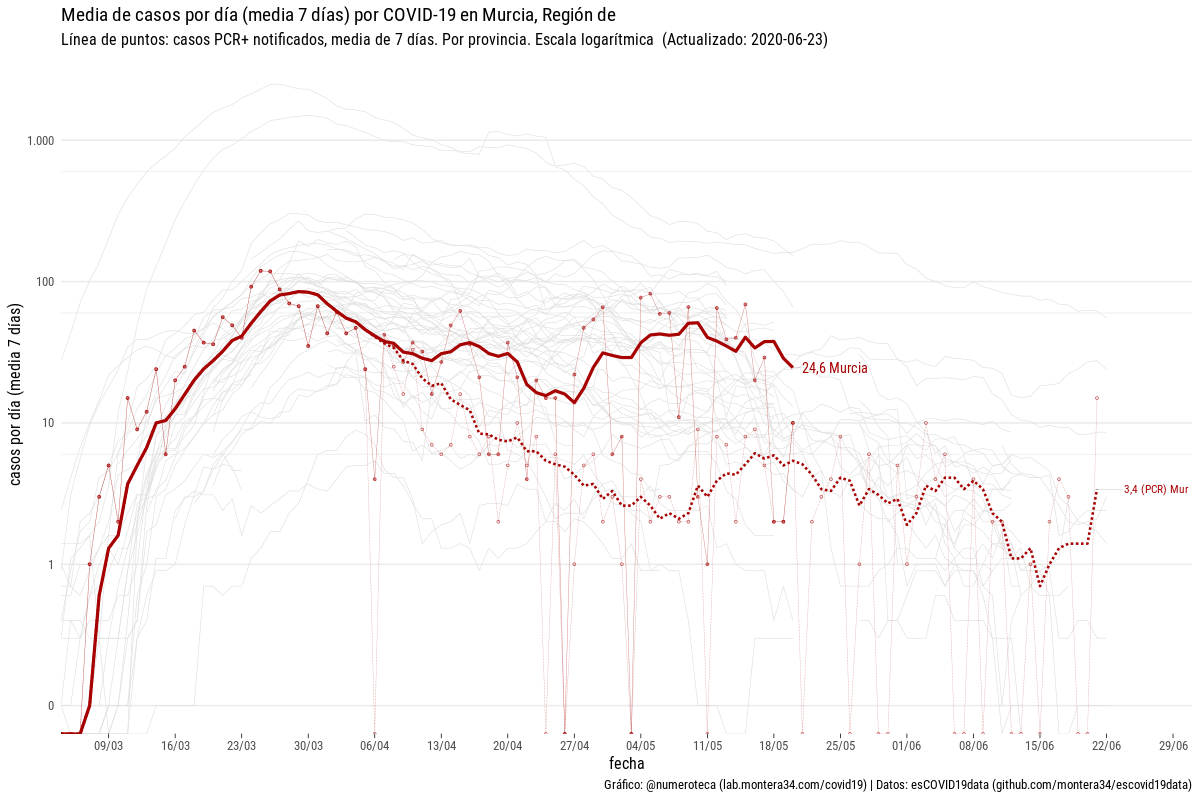 Media de casos por día (media 7 días) por COVID-19 en Murcia, Región de
Línea de puntos: casos PCR+ notificados, media de 7 días. Por provincia. Escala logarítmica (Actualizado: 2020-06-23)
casos por día (media 7 días)
1.000
100
10
1
0
24,6 Murcia
3,4 (PCR) Mur
09/03 16/03 23/03 30/03 06/04 13/04 20/04 27/04 04/05 11/05 18/05 25/05 01/06 08/06 15/06 22/06 29/06
fecha
Gráfico: @numeroteca (lab.montera34.com/covid19) | Datos: esCOVID19data (github.com/montera34/escovid19data)